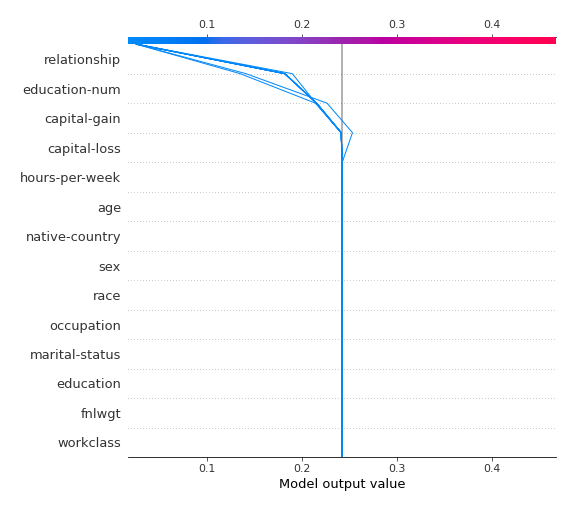 0.1 0.2 0.3 0.4
relationship
education-num
capital-gain
capital-loss
hours-per-week
age
native-country
sex
race
occupation
marital-status
education
fnlwgt
workclass
0.1 0.2 0.3 0.4
Model output value